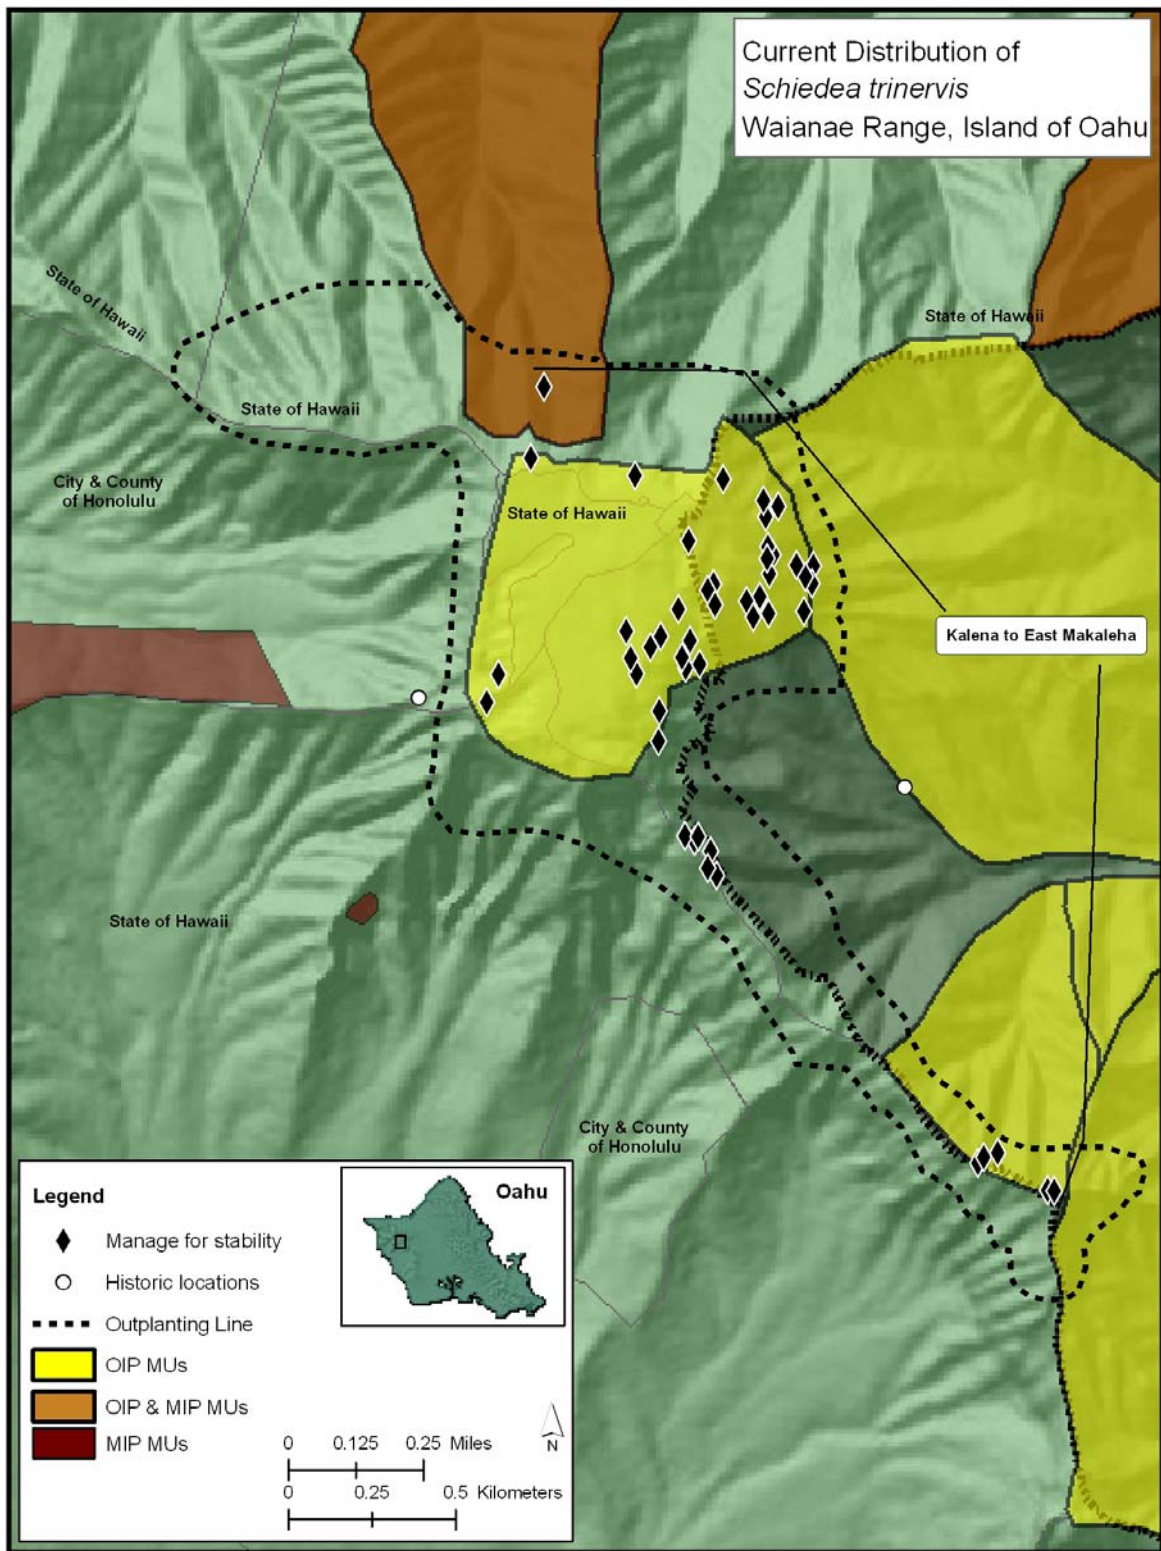 Current Distribution of
Schiedea trinervis
Waianae Range, Island of Oahu
State of Hawaii
State of Hawaii
State of Hawaii
City & County
of Honolulu
State of Hawaii
Kalena to East Makaleha
State of Hawaii
City & County
of Honolulu
Legend
Manage for stability
Historic locations
Outplanting Line
OIP MUs
OIP & MIP MUs
MIP MUs
Oahu
N
0 0.125 0.25 Miles
0 0.25 0.5 Kilometers